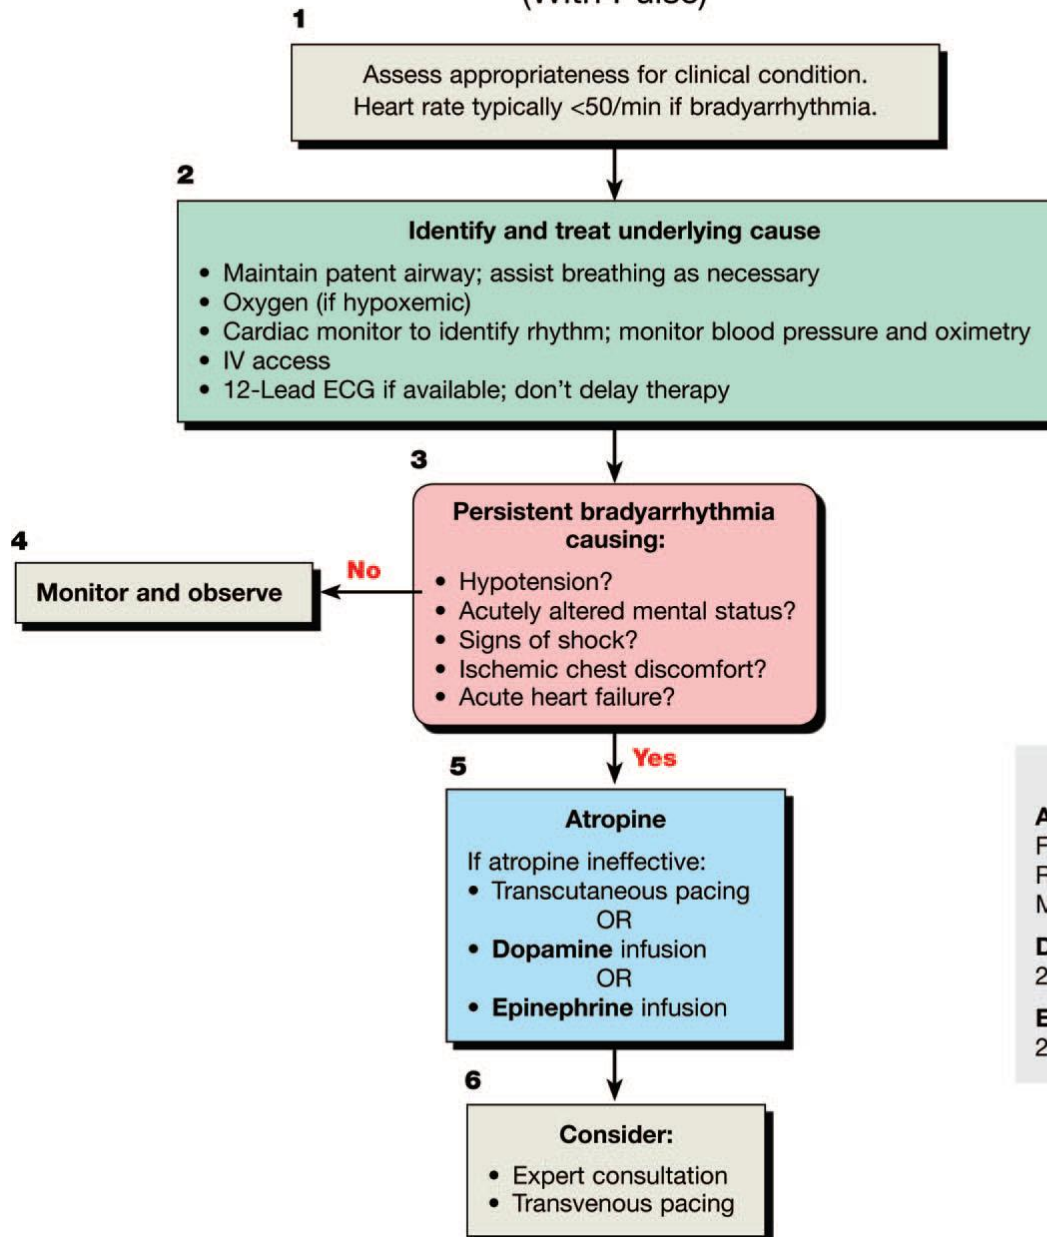 (With Pulse)
1
Assess appropriateness for clinical condition.
Heart rate typically <50/min if bradyarrhythmia.
2
Identify and treat underlying cause
• Maintain patent airway; assist breathing as necessary
• Oxygen (if hypoxemic)
• Cardiac monitor to identify rhythm; monitor blood pressure and oximetry
• IV access
• 12-Lead ECG if available; don't delay therapy
3
Persistent bradyarrhythmia
causing:
• Hypotension?
• Acutely altered mental status?
• Signs of shock?
• Ischemic chest discomfort?
• Acute heart failure?
4
No
Monitor and observe
Yes
5
Atropine
If atropine ineffective:
• Transcutaneous pacing
OR
• Dopamine infusion
OR
• Epinephrine infusion
6
Consider:
• Expert consultation
• Transvenous pacing